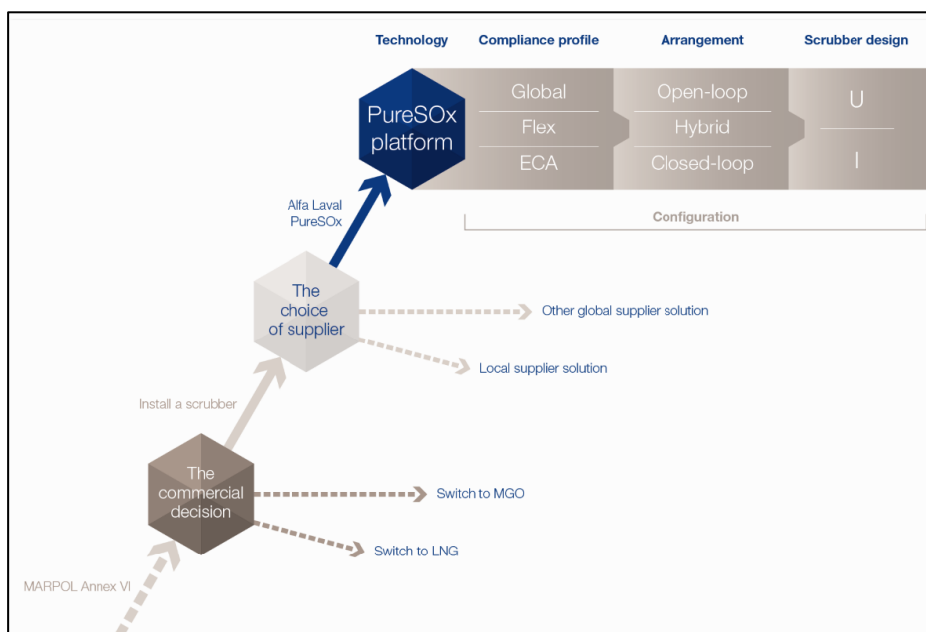 Technology
Compliance profile
Arrangement
Scrubber design
PureSOx
platform
Global
Flex
ECA
Open-loop
Hybrid
Closed-loop
U
I
Configuration
Alfa Laval
PureSOx
The
choice
of supplier
Other global supplier solution
Local supplier solution
Install a scrubber
The
commercial
decision
Switch to MGO
Switch to LNG
MARPOL Annex VI